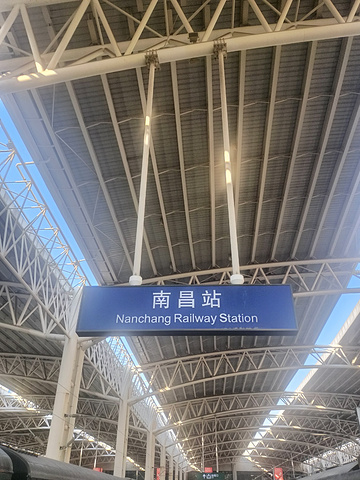 南昌站
Nanchang Railway Station